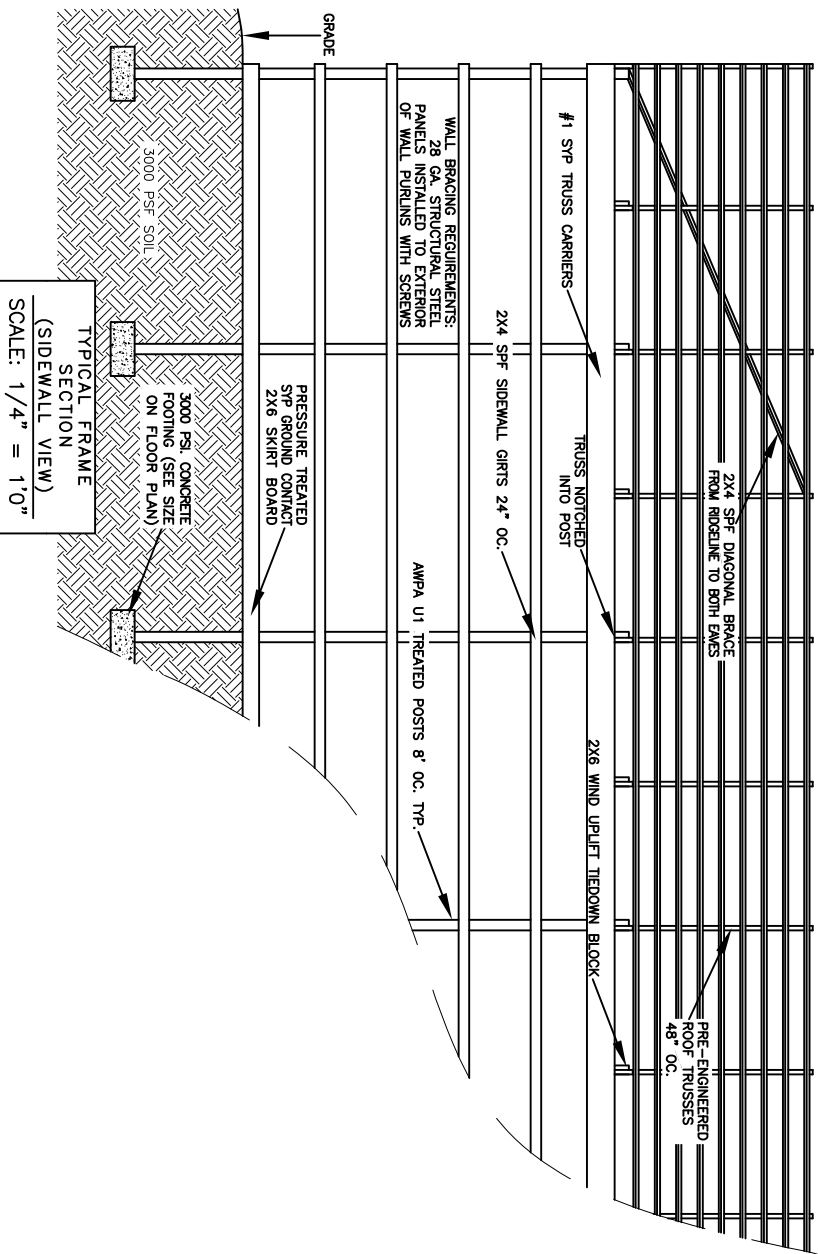 2X4 SPF DIAGONAL BRACE
FROM RIDGELINE TO BOTH EAVES
PRE-ENGINEERED
ROOF TRUSSES
48" OC.
#1 SYP TRUSS CARRIERS
TRUSS NOTCHED
INTO POST
2X6 WIND UPLIFT TIEDOWN BLOCK
2X4 SPF SIDEWALL GIRTS 24" OC.
WALL BRACING REQUIREMENTS:
28 GA. STRUCTURAL STEEL
PANELS INSTALLED TO EXTERIOR
OF WALL PURLINS WITH SCREWS
AWPA U1 TREATED POSTS 8' OC. TYP.
GRADE
PRESSURE TREATED
SYP GROUND CONTACT
2X6 SKIRT BOARD
3000 PSF SOIL
3000 PSI. CONCRETE
FOOTING (SEE SIZE
ON FLOOR PLAN)
TYPICAL FRAME
SECTION
(SIDEWALL VIEW)
SCALE: 1/4" = 1'0"